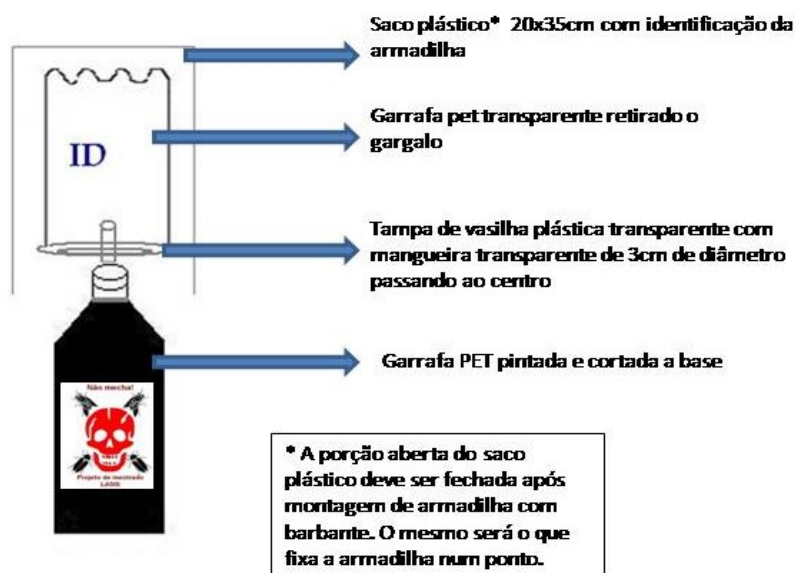 Saco plástico* 20x35cm com identificação da
armadilha
Garrafa pet transparente retirado o
gargalo
ID
Tampa de vasilha plástica transparente com
mangueira transparente de 3cm de diâmetro
passando ao centro
Garrafa PET pintada e cortada a base
Não mecha!
Projeto de mestrado
LASIS
* A porção aberta do saco
plástico deve ser fechada após
montagem de armadilha com
barbante. O mesmo será o que
fixa a armadilha num ponto.